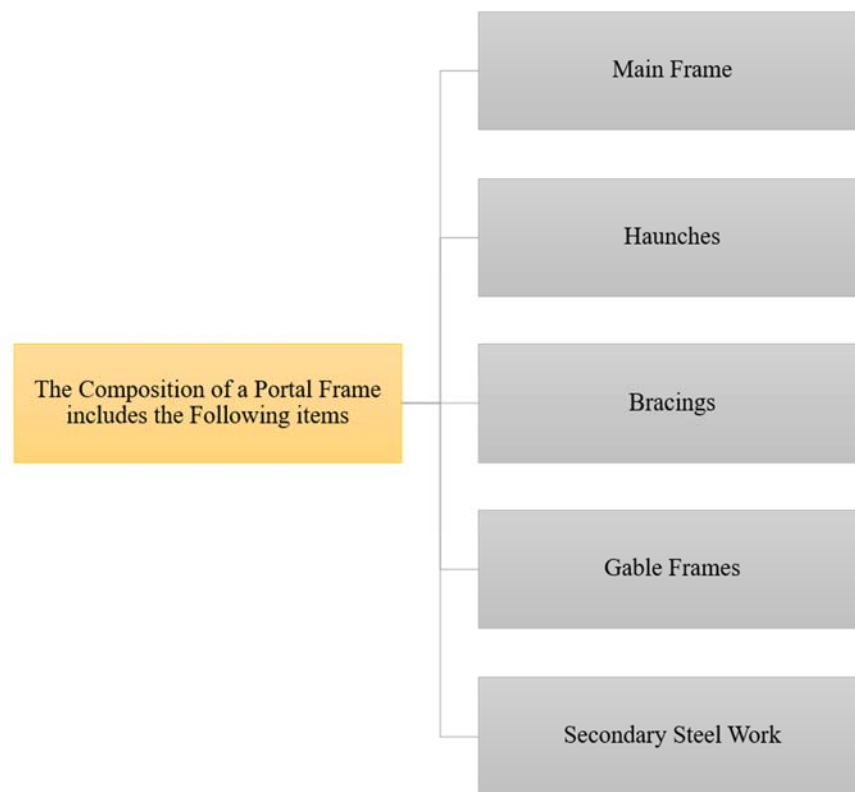 Main Frame
Haunches
The Composition of a Portal Frame
includes the Following items
Bracings
Gable Frames
Secondary Steel Work